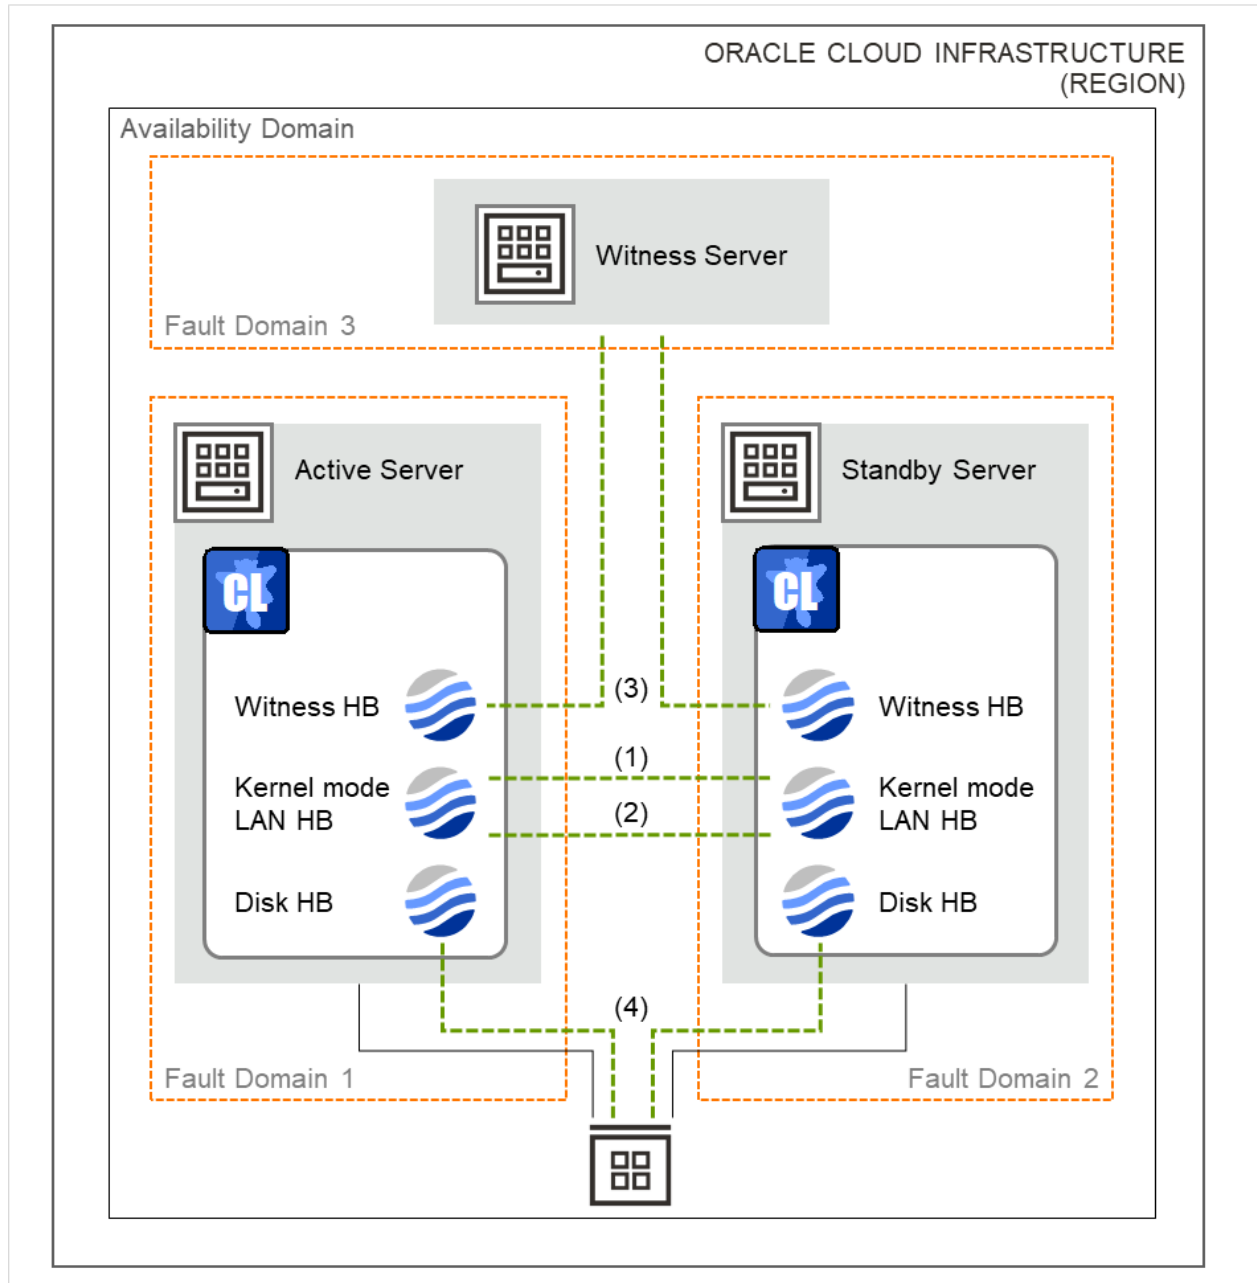 ORACLE CLOUD INFRASTRUCTURE
(REGION)
Availability Domain
Witness Server
Fault Domain 3
Active Server
Standby Server
CL
CL
Witness HB
(3)
Witness HB
(1)
Kernel mode
LAN HB
(2)
Kernel mode
LAN HB
Disk HB
Disk HB
(4)
Fault Domain 1
Fault Domain 2